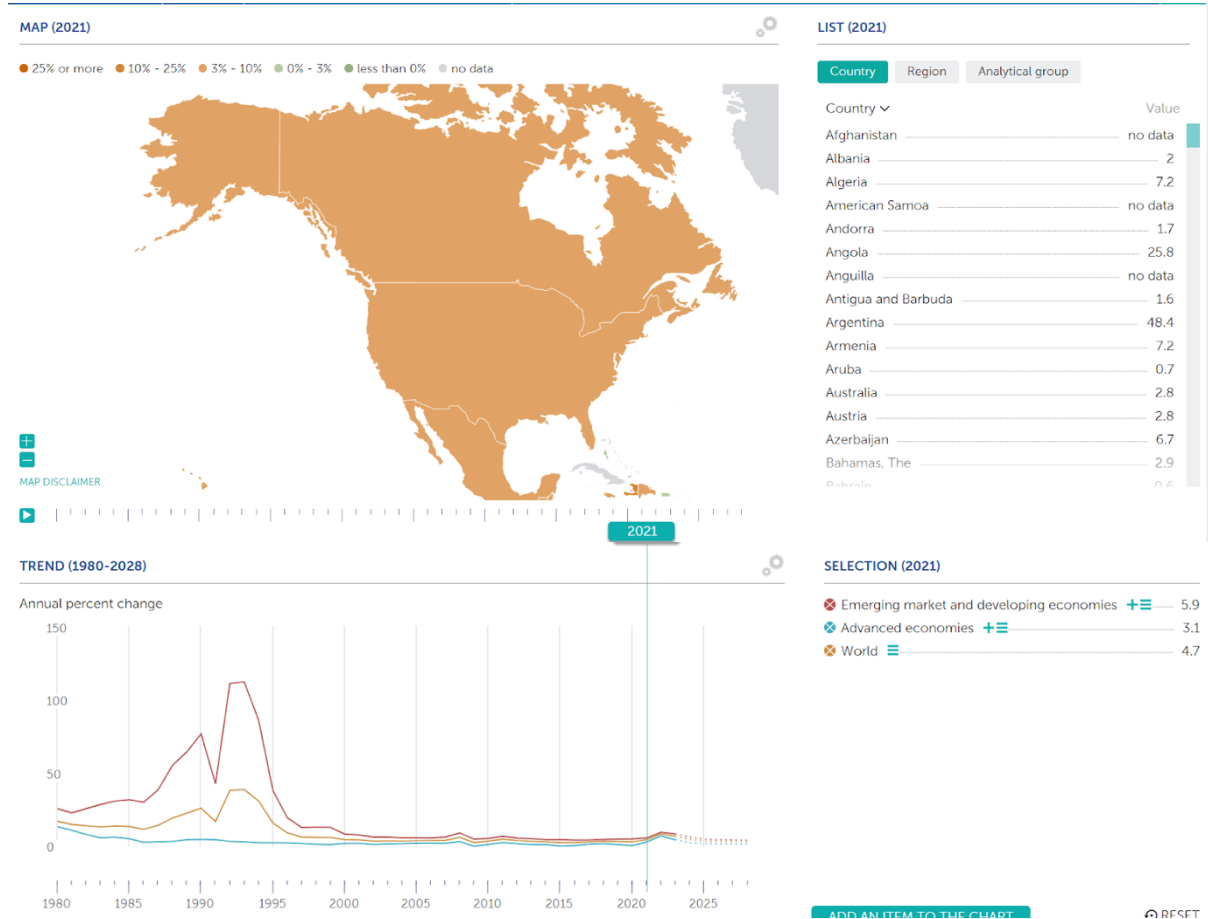 MAP (2021)
25% or more 10% - 25% 3% - 10% 0% - 3% less than 0% no data
MAP DISCLAIMER
2021
LIST (2021)
Country Region Analytical group
Country Value
Afghanistan no data
Albania 2
Algeria 7.2
American Samoa no data
Andorra 1.7
Angola 25.8
Anguilla no data
Antigua and Barbuda 1.6
Argentina 48.4
Armenia 7.2
Aruba 0.7
Australia 2.8
Austria 2.8
Azerbaijan 6.7
Bahamas, The 2.9
TREND (1980-2028)
Annual percent change
150
100
50
0
1980 1985 1990 1995 2000 2005 2010 2015 2020 2025
SELECTION (2021)
Emerging market and developing economies 5.9
Advanced economies 3.1
World 4.7
ADD AN ITEM TO THE CHART RESET